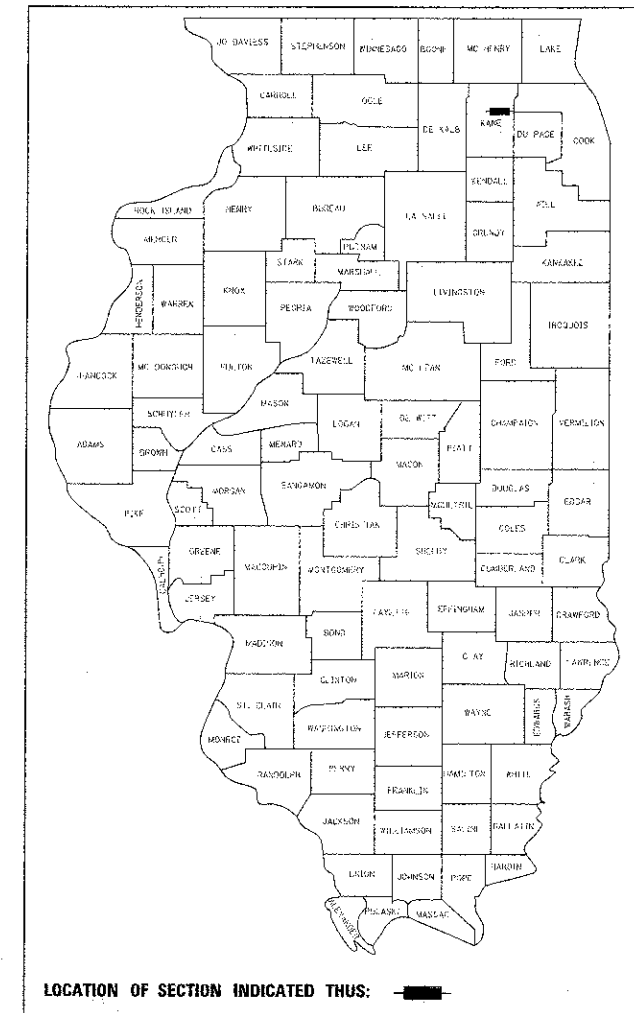 JO DAVIESS STEPHENSON WINNEBAGO BOONE MC HENRY LAKE
CARROLL OGLE DE KALB KANE DU PAGE COOK
WHITESIDE LEE
KENDALL WILL
ROCK ISLAND HENRY BUREAU LA SALLE GRUNDY
MERCER PUTNAM KANKAKEE
STARK MARSHALL
HENDERSON WARREN KNOX PEORIA WOODFORD LIVINGSTON IROQUOIS
HANCOCK MC DONOUGH FULTON TAZEWELL MC LEAN FORD
SCHUYLER MASON
ADAMS BROWN CASS MENARD LOGAN DE WITT PIATT CHAMPAIGN VERMILION
MACON
PIKE SCOTT MORGAN SANGAMON MOULTRIE DOUGLAS EDGAR
CHRISTIAN COLES
CALHOUN GREENE MACOUPIN MONTGOMERY SHELBY CUMBERLAND CLARK
JERSEY
MADISON BOND FAYETTE EFFINGHAM JASPER CRAWFORD
CLAY RICHLAND LAWRENCE
ST. CLAIR CLINTON MARION
MONROE WASHINGTON JEFFERSON WAYNE EDWARDS WABASH
RANDOLPH PERRY HAMILTON WHITE
FRANKLIN
JACKSON WILLIAMSON SALINE GALLATIN
UNION JOHNSON POPE HARDIN
ALEXANDER PULASKI MASSAC
LOCATION OF SECTION INDICATED THUS: